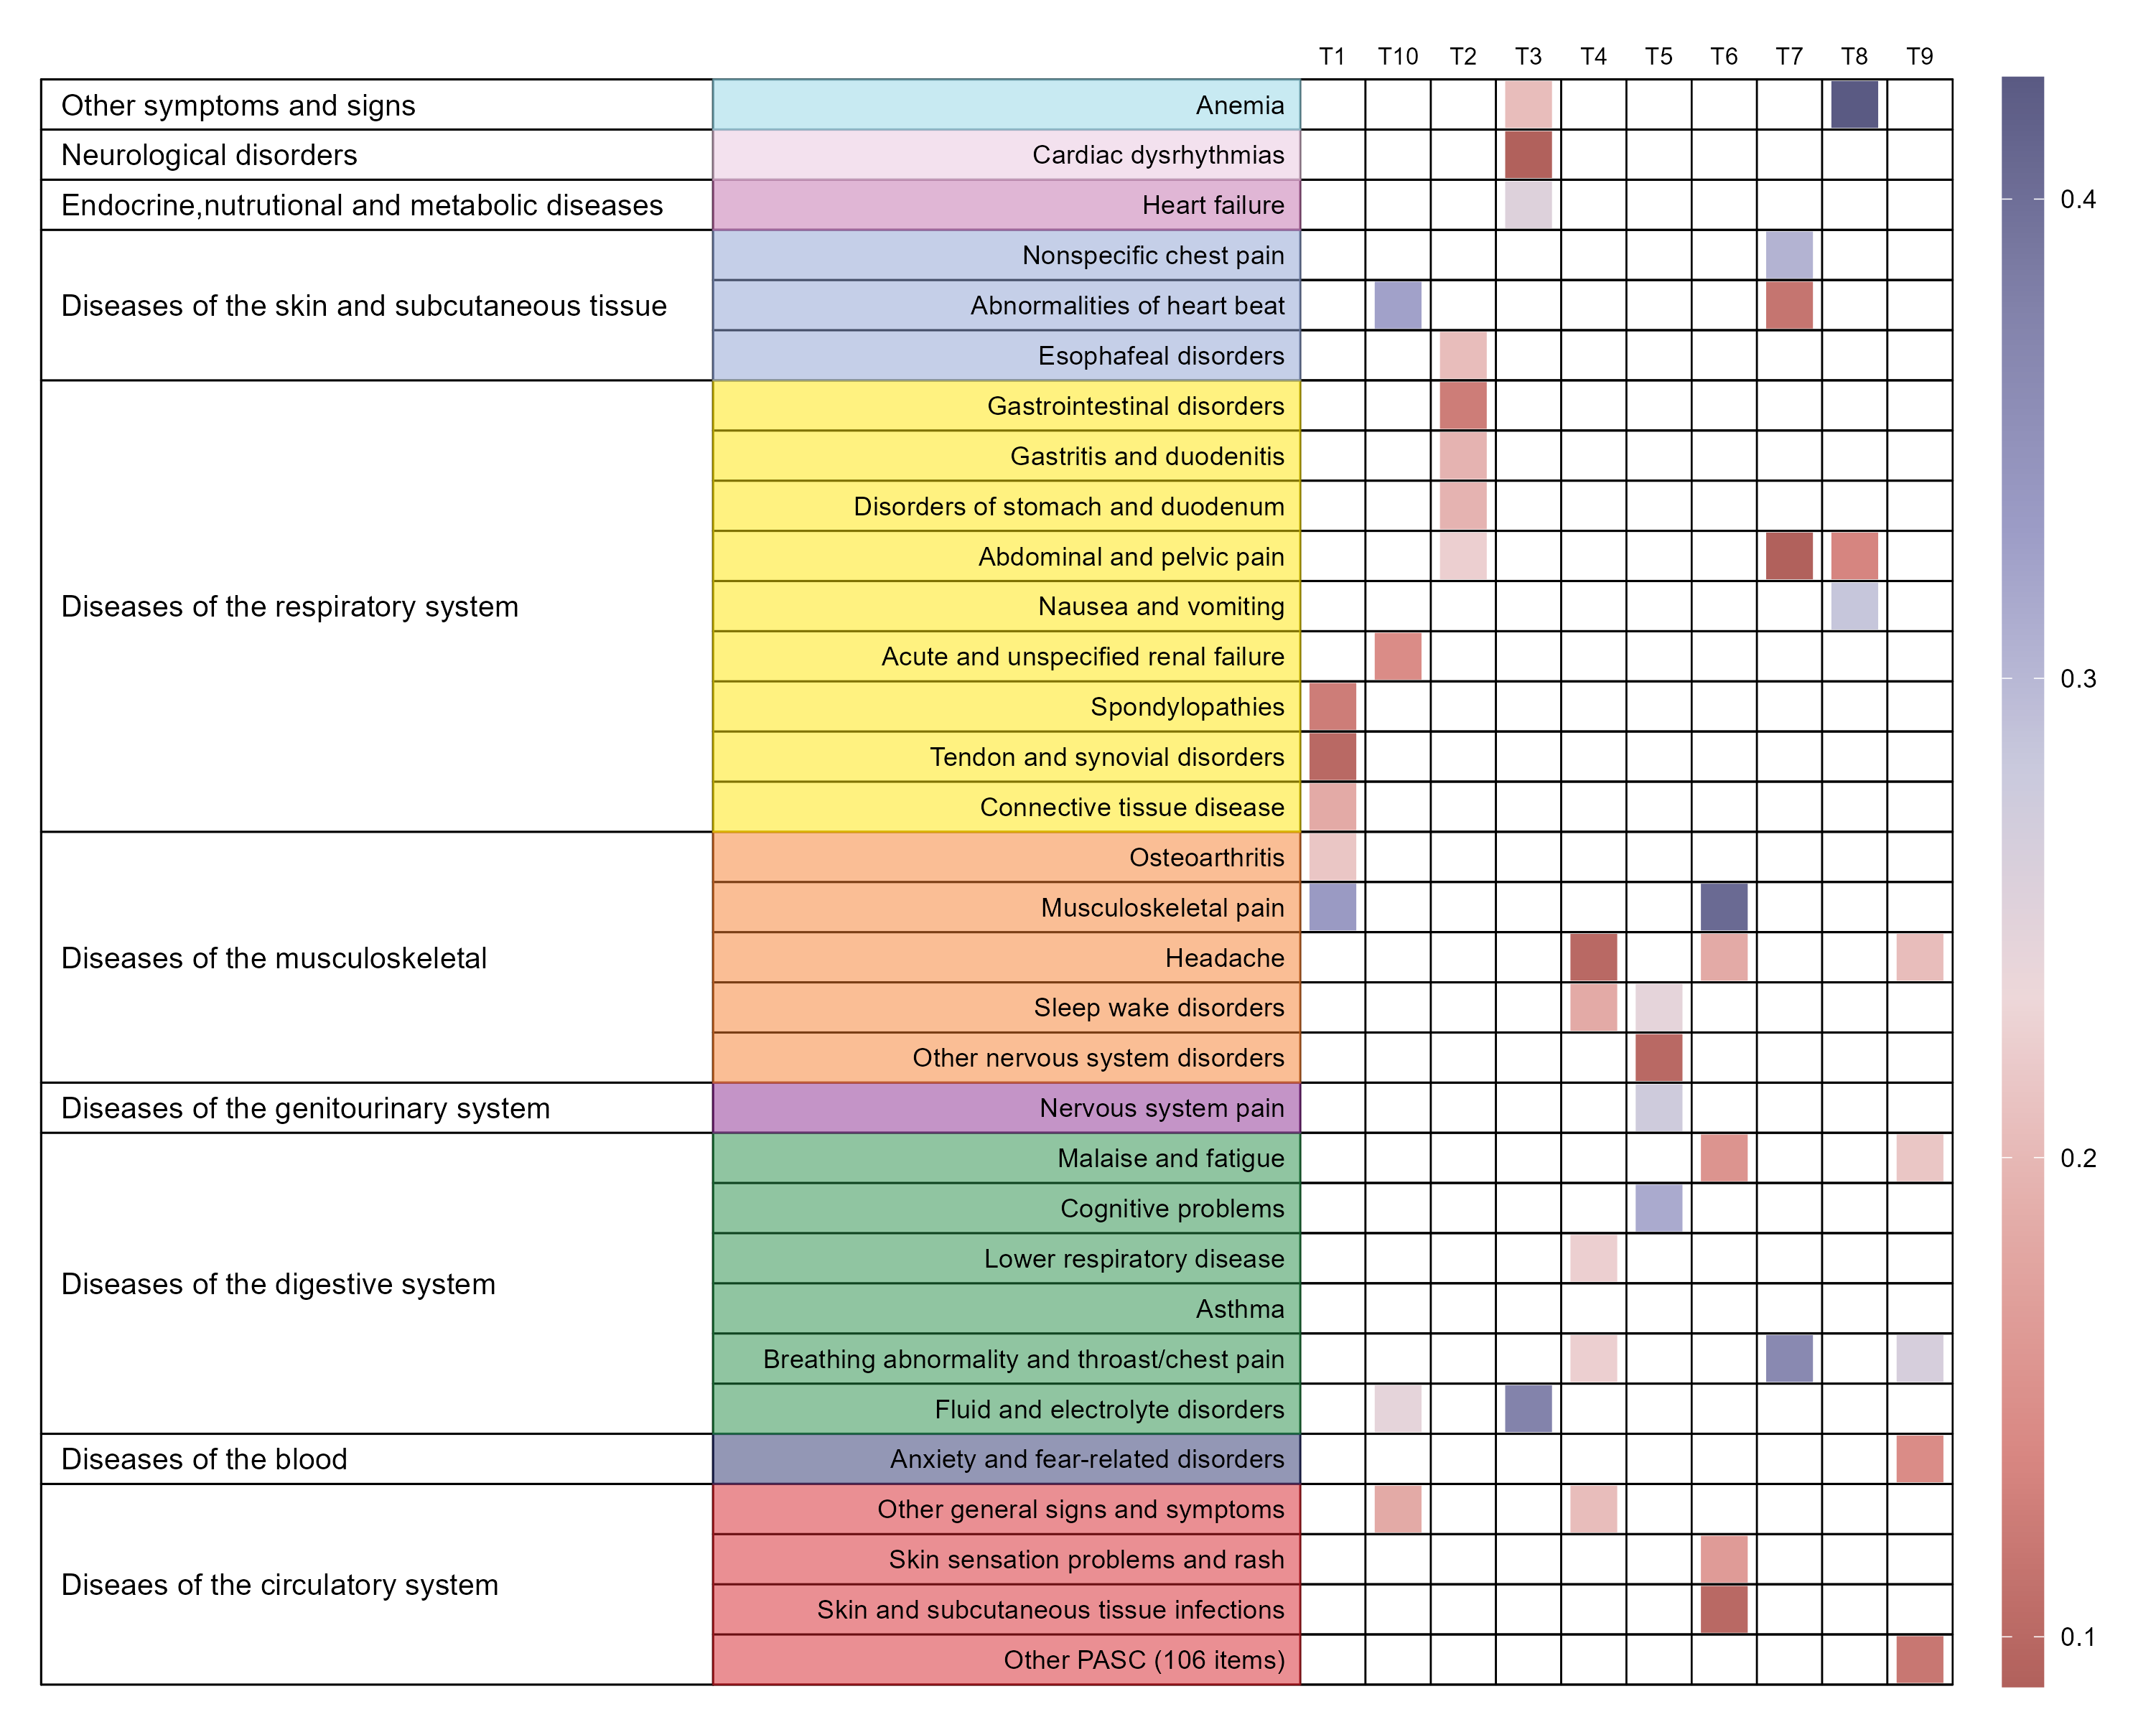 T1 T10 T2 T3 T4 T5 T6 T7 T8 T9
Other symptoms and signs Anemia
Neurological disorders Cardiac dysrhythmias
Endocrine,nutrutional and metabolic diseases Heart failure
Nonspecific chest pain
Diseases of the skin and subcutaneous tissue Abnormalities of heart beat
Esophafeal disorders
Gastrointestinal disorders
Gastritis and duodenitis
Disorders of stomach and duodenum
Abdominal and pelvic pain
Diseases of the respiratory system Nausea and vomiting
Acute and unspecified renal failure
Spondylopathies
Tendon and synovial disorders
Connective tissue disease
Osteoarthritis
Musculoskeletal pain
Diseases of the musculoskeletal Headache
Sleep wake disorders
Other nervous system disorders
Diseases of the genitourinary system Nervous system pain
Malaise and fatigue
Cognitive problems
Lower respiratory disease
Diseases of the digestive system
Asthma
Breathing abnormality and throast/chest pain
Fluid and electrolyte disorders
Diseases of the blood Anxiety and fear-related disorders
Other general signs and symptoms
Skin sensation problems and rash
Diseaes of the circulatory system
Skin and subcutaneous tissue infections
Other PASC (106 items)
0.4
0.3
0.2
0.1